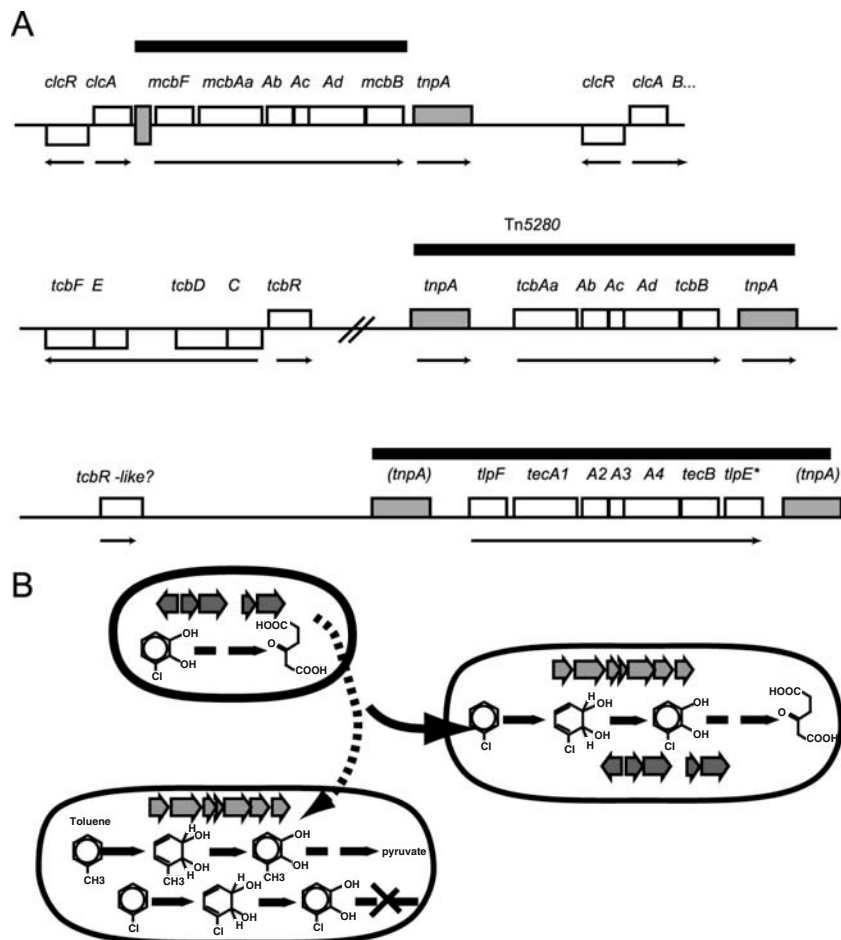 A
clcR clcA mcbF mcbAa Ab Ac Ad mcbB tnpA clcR clcA B...
Tn5280
tcbF E tcbD C tcbR tnpA tcbAa Ab Ac Ad tcbB tnpA
tcbR -like? (tnpA) tlpF tecA1 A2 A3 A4 tecB tlpE* (tnpA)
B
OH
OH
Cl
HOOC
O
COOH
Cl
H
OH
OH
H
Cl
OH
OH
Cl
HOOC
O
COOH
Toluene
CH3
H
OH
OH
H
CH3
OH
OH
CH3
pyruvate
Cl
H
OH
OH
H
Cl
OH
OH
Cl